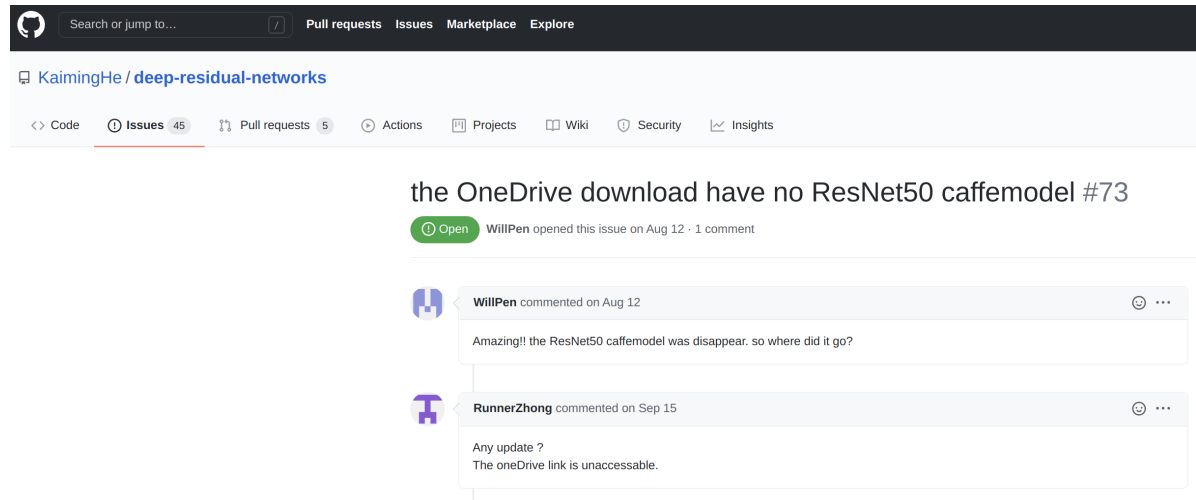 Search or jump to… / Pull requests Issues Marketplace Explore
KaimingHe / deep-residual-networks
<> Code Issues 45 Pull requests 5 Actions Projects Wiki Security Insights
the OneDrive download have no ResNet50 caffemodel #73
Open WillPen opened this issue on Aug 12 · 1 comment
WillPen commented on Aug 12
Amazing!! the ResNet50 caffemodel was disappear. so where did it go?
RunnerZhong commented on Sep 15
Any update ?
The oneDrive link is unaccessable.